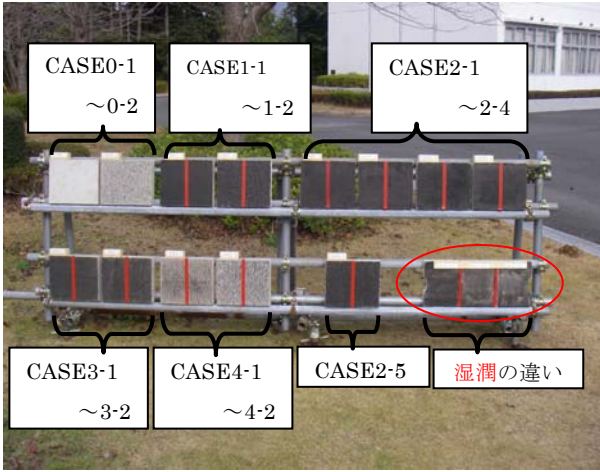 CASE0-1
～0-2
CASE1-1
～1-2
CASE2-1
～2-4
CASE3-1
～3-2
CASE4-1
～4-2
CASE2-5
湿潤の違い